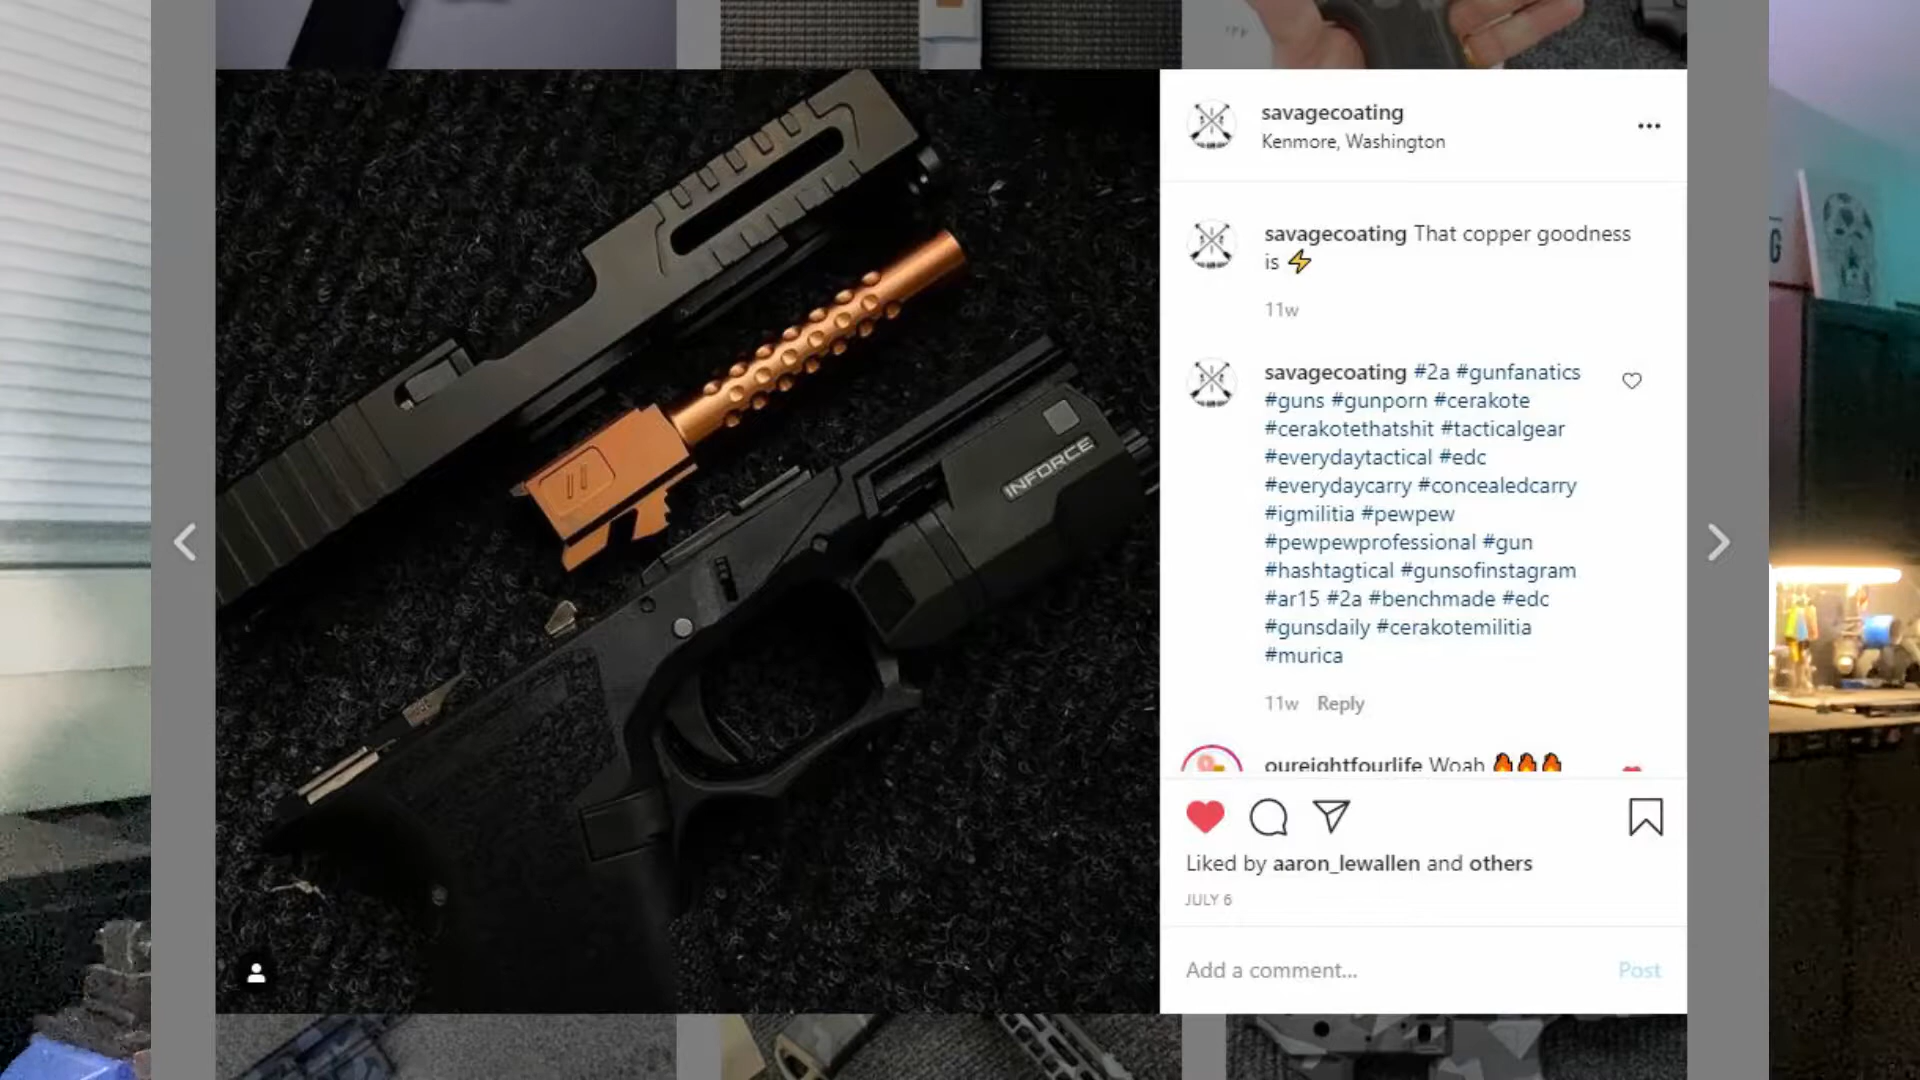 savagecoating
Kenmore, Washington
savagecoating That copper goodness
is ⚡
11w
savagecoating #2a #gunfanatics
#guns #gunporn #cerakote
#cerakotethatshit #tacticalgear
#everydaytactical #edc
#everydaycarry #concealedcarry
#igmilitia #pewpew
#pewpewprofessional #gun
#hashtagtical #gunsofinstagram
#ar15 #2a #benchmade #edc
#gunsdaily #cerakotemilitia
#murica
11w Reply
oureightfourlife Woah 🔥🔥🔥
Liked by aaron_lewallen and others
JULY 6
Add a comment... Post
INFORCE